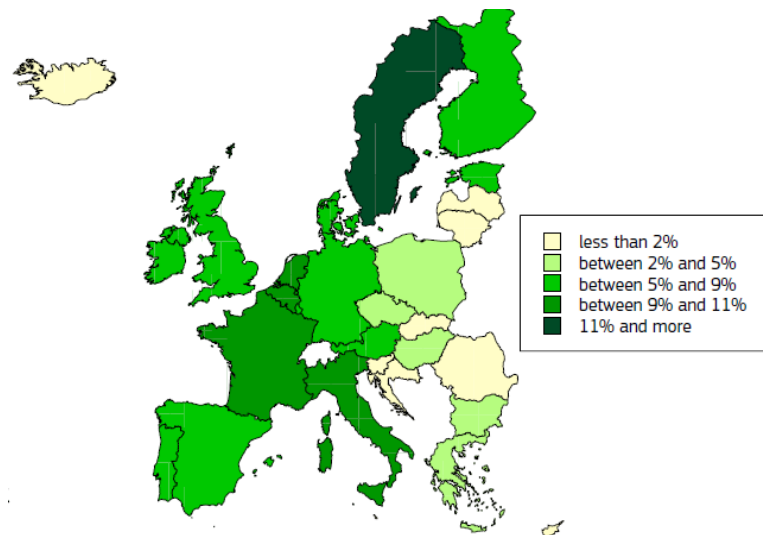 less than 2%
between 2% and 5%
between 5% and 9%
between 9% and 11%
11% and more